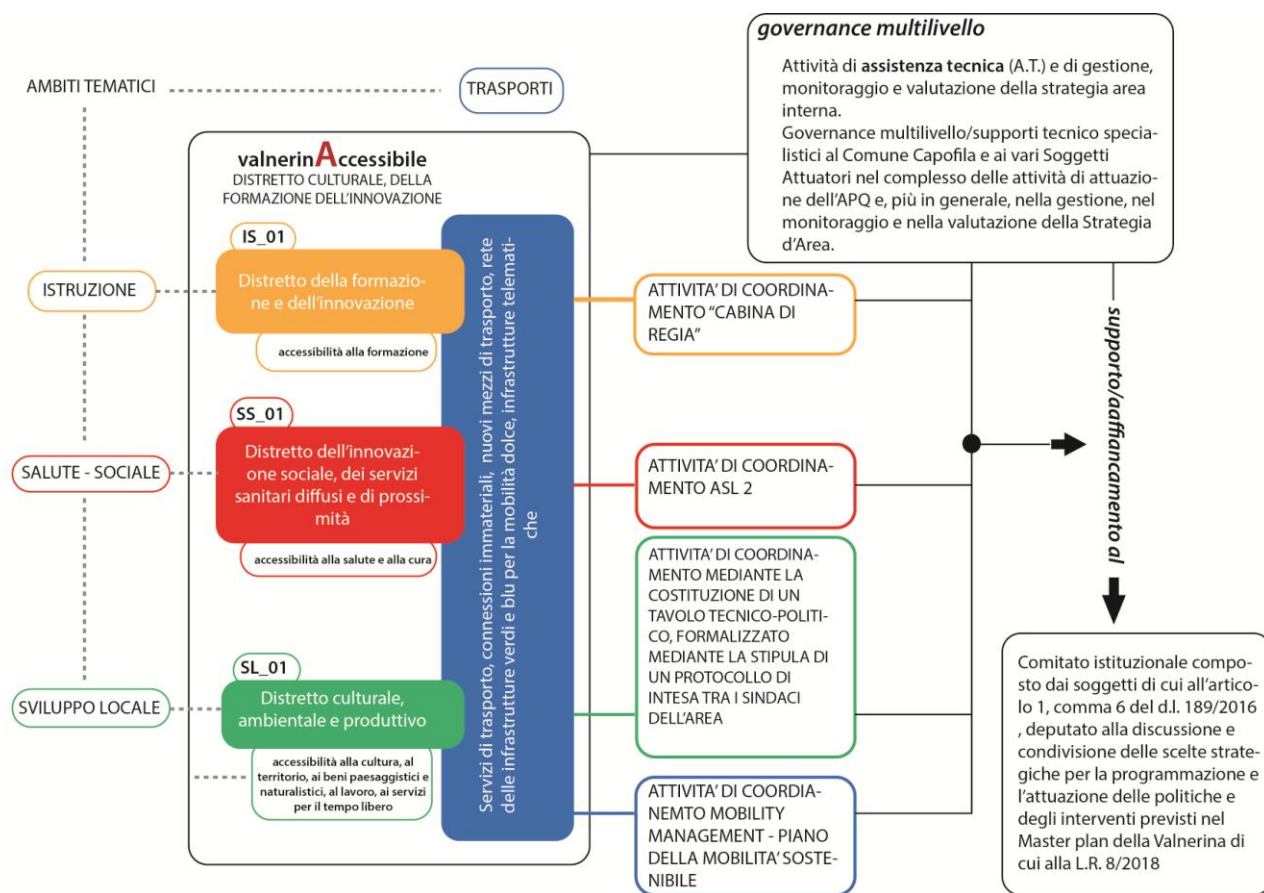 governance multilivello
Attività di assistenza tecnica (A.T.) e di gestione,
monitoraggio e valutazione della strategia area
interna.
Governance multilivello/supporti tecnico specia-
listici al Comune Capofila e ai vari Soggetti
Attuatori nel complesso delle attività di attuazio-
ne dell'APQ e, più in generale, nella gestione, nel
monitoraggio e nella valutazione della Strategia
d'Area.
AMBITI TEMATICI
TRASPORTI
valnerinAccessibile
DISTRETTO CULTURALE, DELLA
FORMAZIONE DELL'INNOVAZIONE
ISTRUZIONE
IS_01
Distretto della formazio-
ne e dell'innovazione
accessibilità alla formazione
SALUTE - SOCIALE
SS_01
Distretto dell'innovazi-
one sociale, dei servizi
sanitari diffusi e di prossi-
mità
accessibilità alla salute e alla cura
SVILUPPO LOCALE
SL_01
Distretto culturale,
ambientale e produttivo
accessibilità alla cultura, al
territorio, ai beni paesaggistici e
naturalistici, al lavoro, ai servizi
per il tempo libero
Servizi di trasporto, connessioni immateriali, nuovi mezzi di trasporto, rete
delle infrastrutture verdi e blu per la mobilità dolce, infrastrutture telemati-
che
ATTIVITA' DI COORDINA-
MENTO "CABINA DI
REGIA"
ATTIVITA' DI COORDINA-
MENTO ASL 2
ATTIVITA' DI COORDINA-
MENTO MEDIANTE LA
COSTITUZIONE DI UN
TAVOLO TECNICO-POLITI-
CO, FORMALIZZATO
MEDIANTE LA STIPULA DI
UN PROTOCOLLO DI
INTESA TRA I SINDACI
DELL'AREA
ATTIVITA' DI COORDIA-
NEMTO MOBILITY
MANAGEMENT - PIANO
DELLA MOBILITA' SOSTE-
NIBILE
supporto/aaffiancamento al
Comitato istituzionale compo-
sto dai soggetti di cui all'artico-
lo 1, comma 6 del d.l. 189/2016
, deputato alla discussione e
condivisione delle scelte strate-
giche per la programmazione e
l'attuazione delle politiche e
degli interventi previsti nel
Master plan della Valnerina di
cui alla L.R. 8/2018